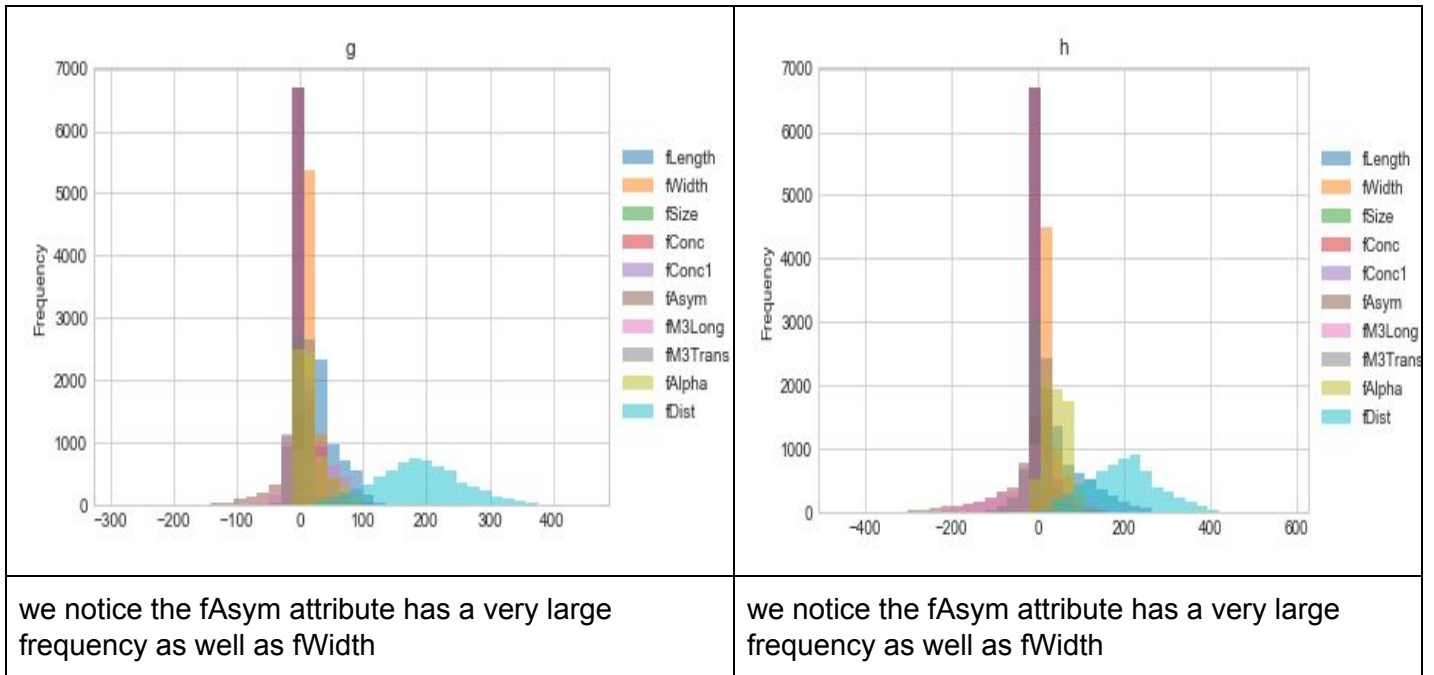 g
7000
6000
5000
4000
3000
2000
1000
0
Frequency
−300 −200 −100 0 100 200 300 400
fLength
fWidth
fSize
fConc
fConc1
fAsym
fM3Long
fM3Trans
fAlpha
fDist
h
7000
6000
5000
4000
3000
2000
1000
0
Frequency
−400 −200 0 200 400 600
fLength
fWidth
fSize
fConc
fConc1
fAsym
fM3Long
fM3Trans
fAlpha
fDist
we notice the fAsym attribute has a very large
frequency as well as fWidth
we notice the fAsym attribute has a very large
frequency as well as fWidth